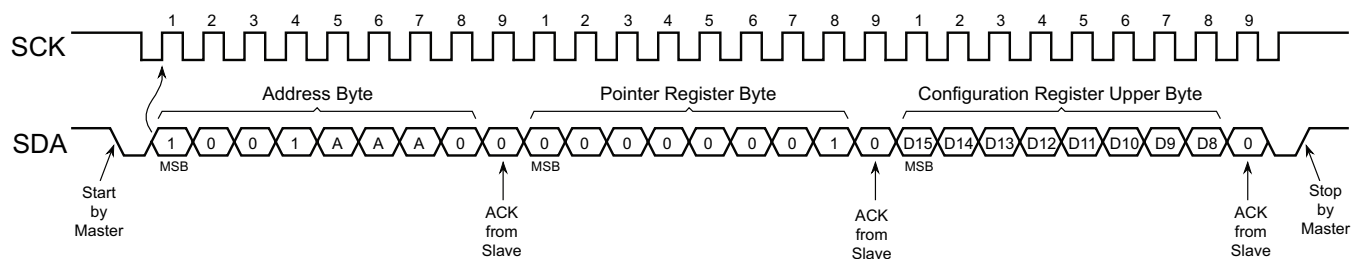 1 2 3 4 5 6 7 8 9 1 2 3 4 5 6 7 8 9 1 2 3 4 5 6 7 8 9
SCK
Address Byte Pointer Register Byte Configuration Register Upper Byte
SDA 1 0 0 1 A A A 0 0 0 0 0 0 0 0 0 1 0 D15 D14 D13 D12 D11 D10 D9 D8 0
MSB MSB MSB
Start
by
Master
ACK
from
Slave
ACK
from
Slave
ACK
from
Slave
Stop
by
Master